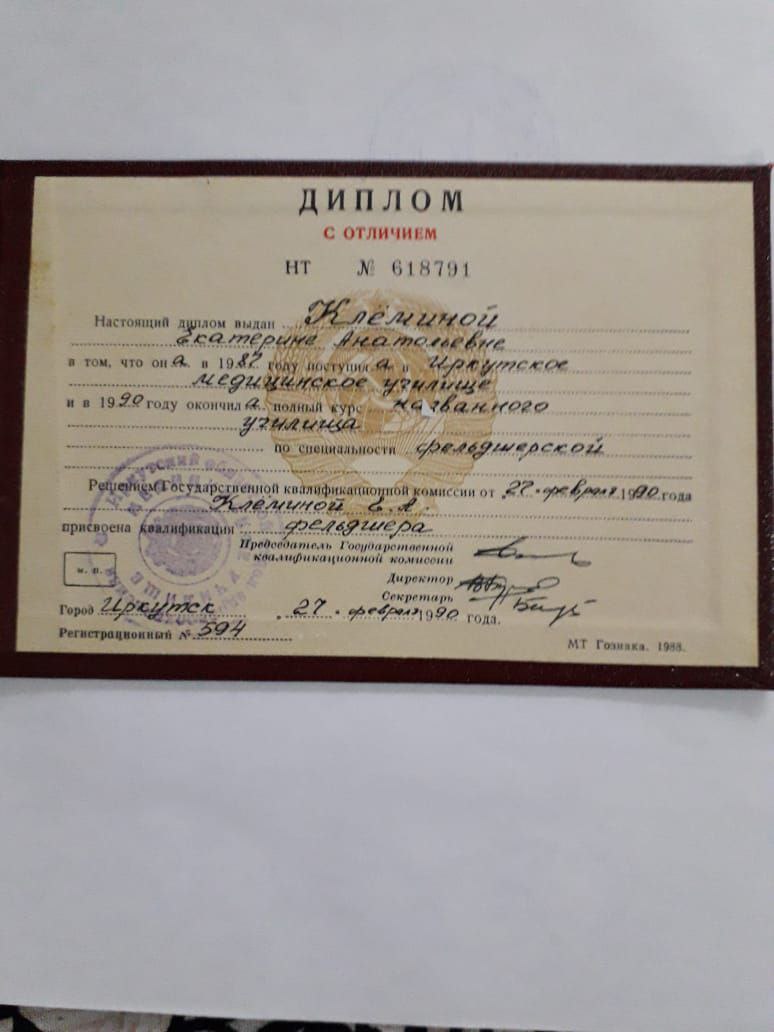 ДИПЛОМ
С ОТЛИЧИЕМ
НТ № 618791
Настоящий диплом выдан Клёминой
Екатерине Анатольевне
в том, что она в 1987 году поступила в Иркутское
медицинское училище
и в 1990 году окончила полный курс названного
училища
по специальности фельдшерской
Решением Государственной квалификационной комиссии от 27 февраля 1990 года
Клёминой Е.А.
присвоена квалификация фельдшера
Председатель Государственной
квалификационной комиссии
м. п.
Директор
Секретарь
Город Иркутск 27 февраля 1990 года.
Регистрационный № 594
МТ Гознака. 1988.